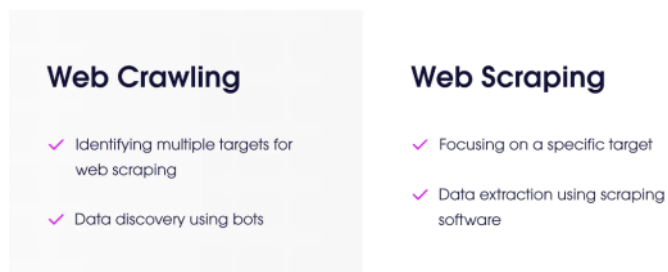 Web Crawling
Identifying multiple targets for
web scraping
Data discovery using bots
Web Scraping
Focusing on a specific target
Data extraction using scraping
software